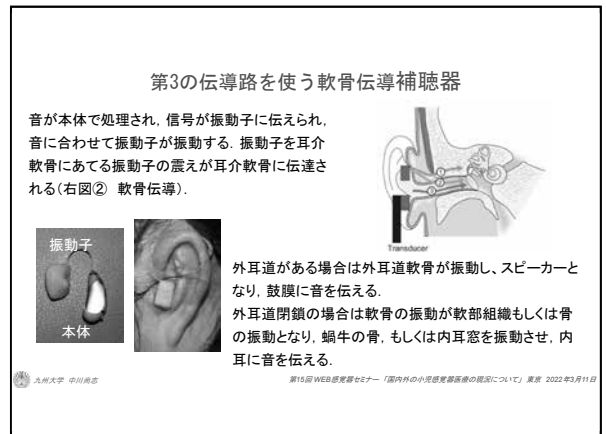 第3の伝導路を使う軟骨伝導補聴器
音が本体で処理され，信号が振動子に伝えられ，
音に合わせて振動子が振動する．振動子を耳介
軟骨にあてる振動子の震えが耳介軟骨に伝達さ
れる(右図② 軟骨伝導)．
Transducer
振動子
本体
外耳道がある場合は外耳道軟骨が振動し、スピーカーと
なり，鼓膜に音を伝える．
外耳道閉鎖の場合は軟骨の振動が軟部組織もしくは骨
の振動となり，蝸牛の骨，もしくは内耳窓を振動させ，内
耳に音を伝える．
九州大学 中川尚志
第15回 WEB感覚器セミナー「国内外の小児感覚器医療の現況について」東京 2022年3月11日